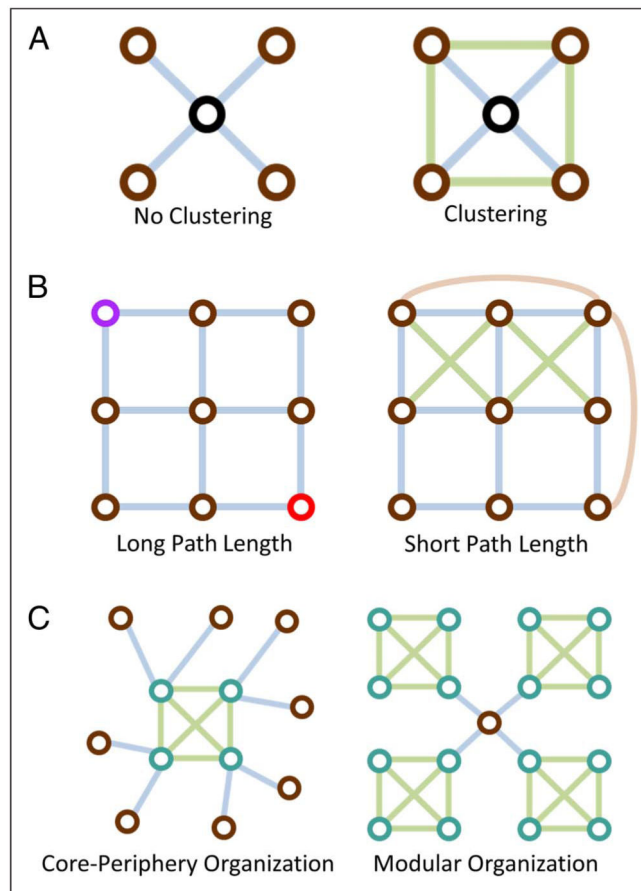 A
No Clustering
Clustering
B
Long Path Length
Short Path Length
C
Core-Periphery Organization
Modular Organization